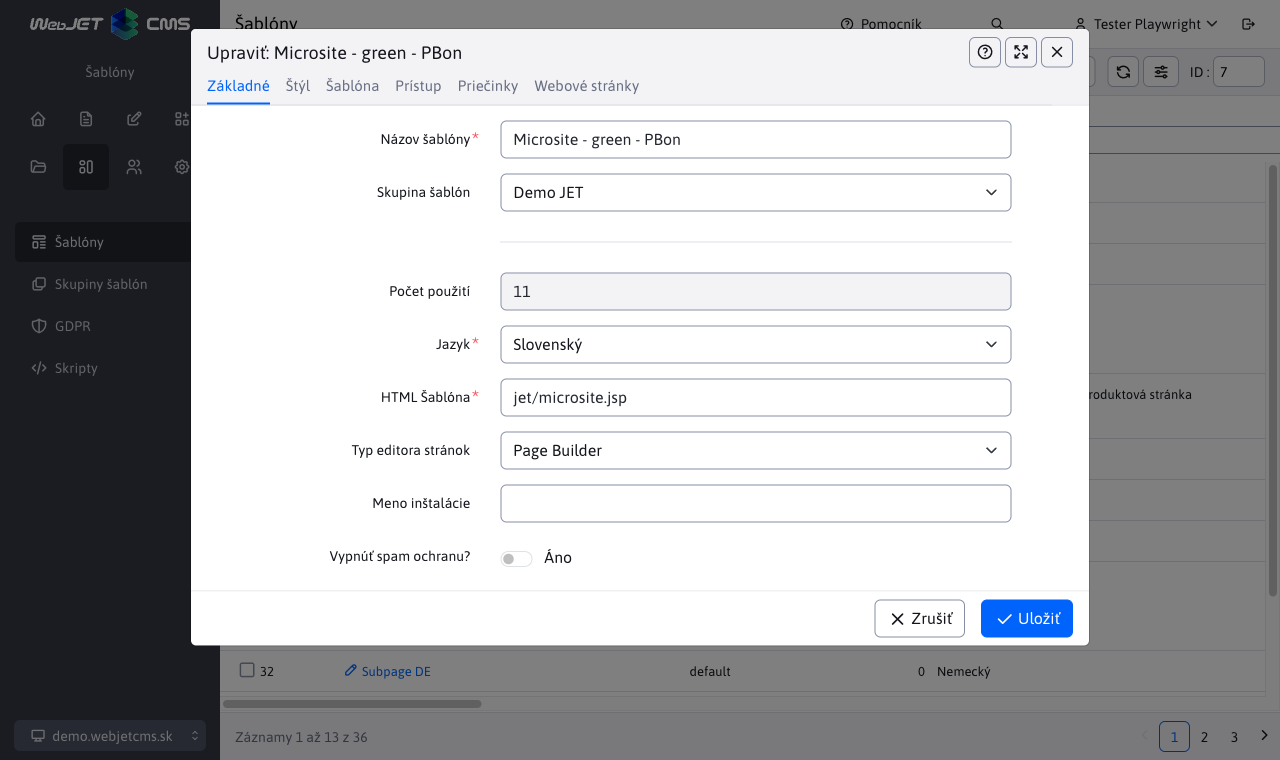 WebJET CMS
Šablóny
Pomocník
Tester Playwright
Šablóny
ID :
7
Upraviť: Microsite - green - PBon
Základné
Štýl
Šablóna
Prístup
Priečinky
Webové stránky
Názov šablóny*
Microsite - green - PBon
Skupina šablón
Demo JET
Počet použití
11
Jazyk*
Slovenský
HTML Šablóna*
jet/microsite.jsp
Typ editora stránok
Page Builder
Meno inštalácie
Vypnúť spam ochranu?
Áno
Zrušiť
Uložiť
Šablóny
Skupiny šablón
GDPR
Skripty
roduktová stránka
32
Subpage DE
default
0
Nemecký
demo.webjetcms.sk
Záznamy 1 až 13 z 36
1
2
3